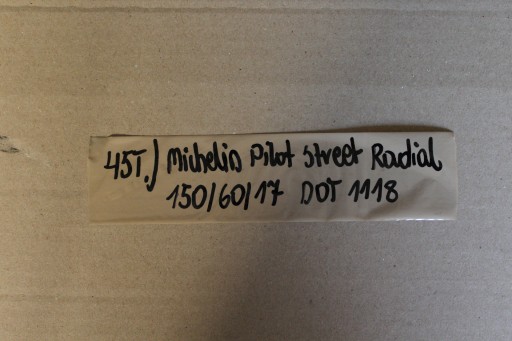 45T.) Michelin Pilot Street Radial
150/60/17 DOT 1118